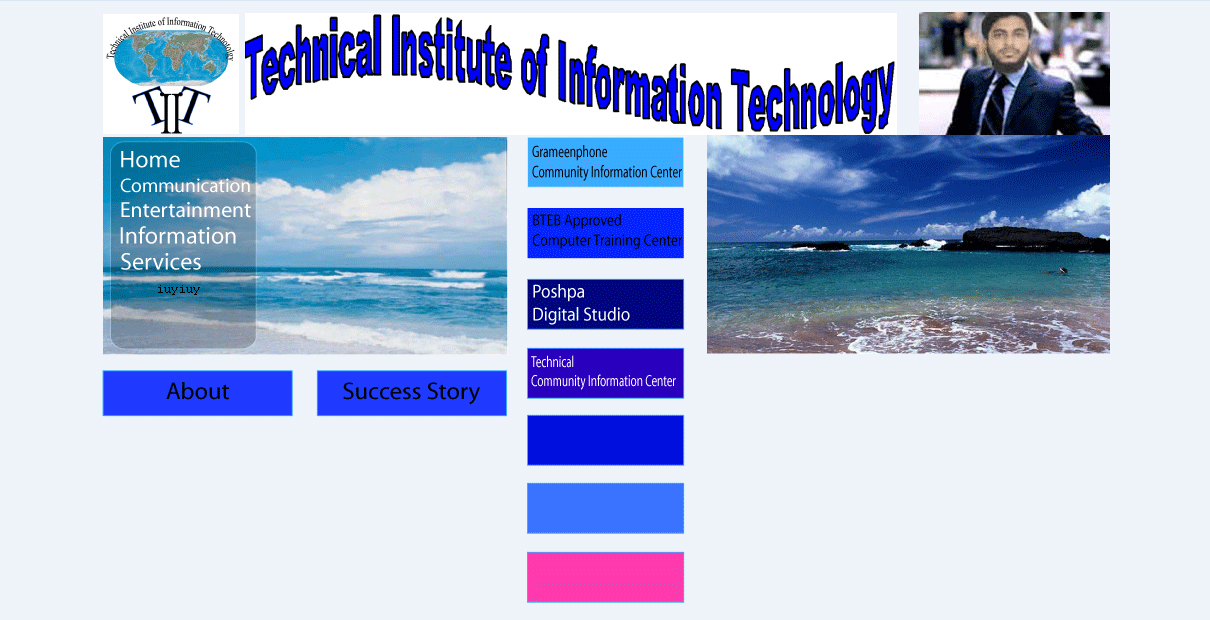 Technical Institute of Information Technology
TIIT
Technical Institute of Information Technology
Home
Communication
Entertainment
Information
Services
iuyiuy
About
Success Story
Grameenphone
Community Information Center
BTEB Approved
Computer Training Center
Poshpa
Digital Studio
Technical
Community Information Center